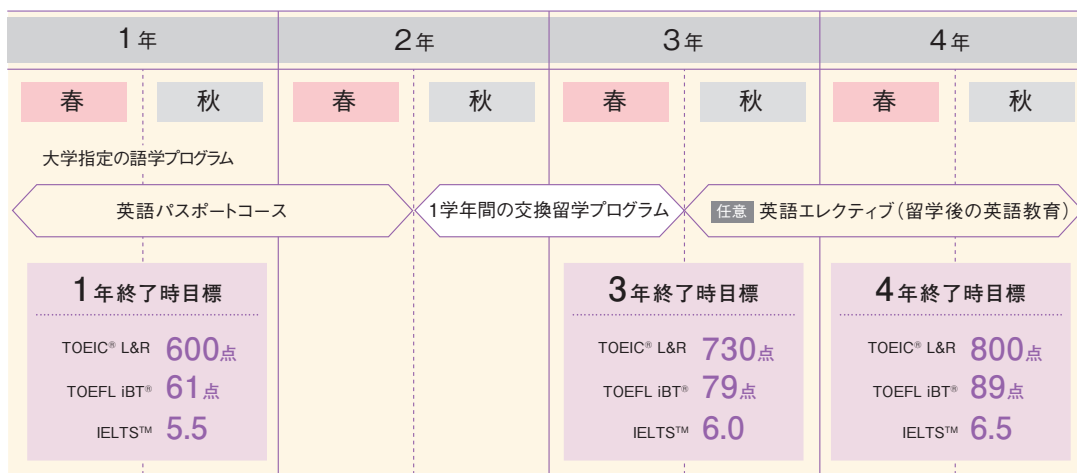 1年 2年 3年 4年
春 秋 春 秋 春 秋 春 秋
大学指定の語学プログラム
英語パスポートコース 1学年間の交換留学プログラム 任意 英語エレクティブ(留学後の英語教育)
1年終了時目標
TOEIC® L&R 600点
TOEFL iBT® 61点
IELTS™ 5.5
3年終了時目標
TOEIC® L&R 730点
TOEFL iBT® 79点
IELTS™ 6.0
4年終了時目標
TOEIC® L&R 800点
TOEFL iBT® 89点
IELTS™ 6.5